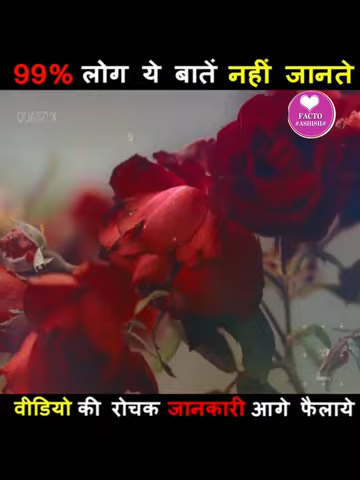 99% लोग ये बातें नहीं जानते
FACTO
#ASHISH#
वीडियो की रोचक जानकारी आगे फैलाये